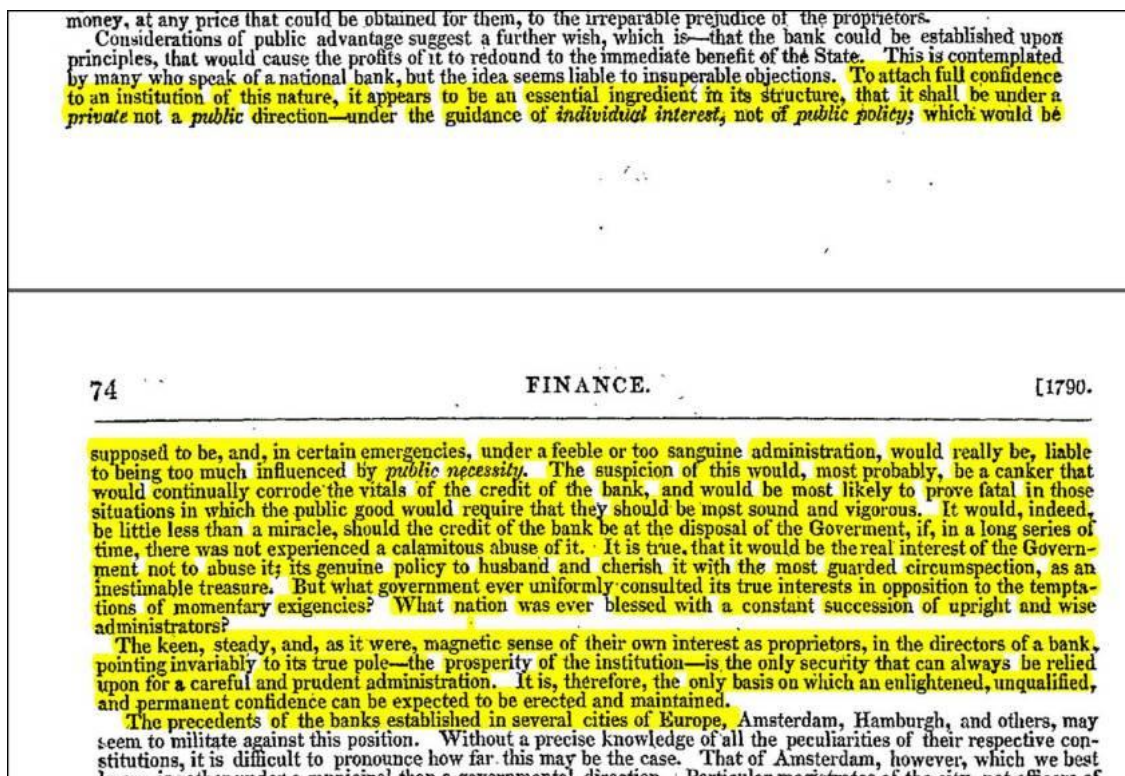 money, at any price that could be obtained for them, to the irreparable prejudice of the proprietors.
Considerations of public advantage suggest a further wish, which is—that the bank could be established upon
principles, that would cause the profits of it to redound to the immediate benefit of the State. This is contemplated
by many who speak of a national bank, but the idea seems liable to insuperable objections. To attach full confidence
to an institution of this nature, it appears to be an essential ingredient in its structure, that it shall be under a
private not a public direction—under the guidance of individual interest, not of public policy; which would be
74 FINANCE. [1790.
supposed to be, and, in certain emergencies, under a feeble or too sanguine administration, would really be, liable
to being too much influenced by public necessity. The suspicion of this would, most probably, be a canker that
would continually corrode the vitals of the credit of the bank, and would be most likely to prove fatal in those
situations in which the public good would require that they should be most sound and vigorous. It would, indeed,
be little less than a miracle, should the credit of the bank be at the disposal of the Goverment, if, in a long series of
time, there was not experienced a calamitous abuse of it. It is true, that it would be the real interest of the Govern-
ment not to abuse it; its genuine policy to husband and cherish it with the most guarded circumspection, as an
inestimable treasure. But what government ever uniformly consulted its true interests in opposition to the tempta-
tions of momentary exigencies? What nation was ever blessed with a constant succession of upright and wise
administrators?
The keen, steady, and, as it were, magnetic sense of their own interest as proprietors, in the directors of a bank,
pointing invariably to its true pole—the prosperity of the institution—is the only security that can always be relied
upon for a careful and prudent administration. It is, therefore, the only basis on which an enlightened, unqualified,
and permanent confidence can be expected to be erected and maintained.
The precedents of the banks established in several cities of Europe, Amsterdam, Hamburgh, and others, may
seem to militate against this position. Without a precise knowledge of all the peculiarities of their respective con-
stitutions, it is difficult to pronounce how far this may be the case. That of Amsterdam, however, which we best